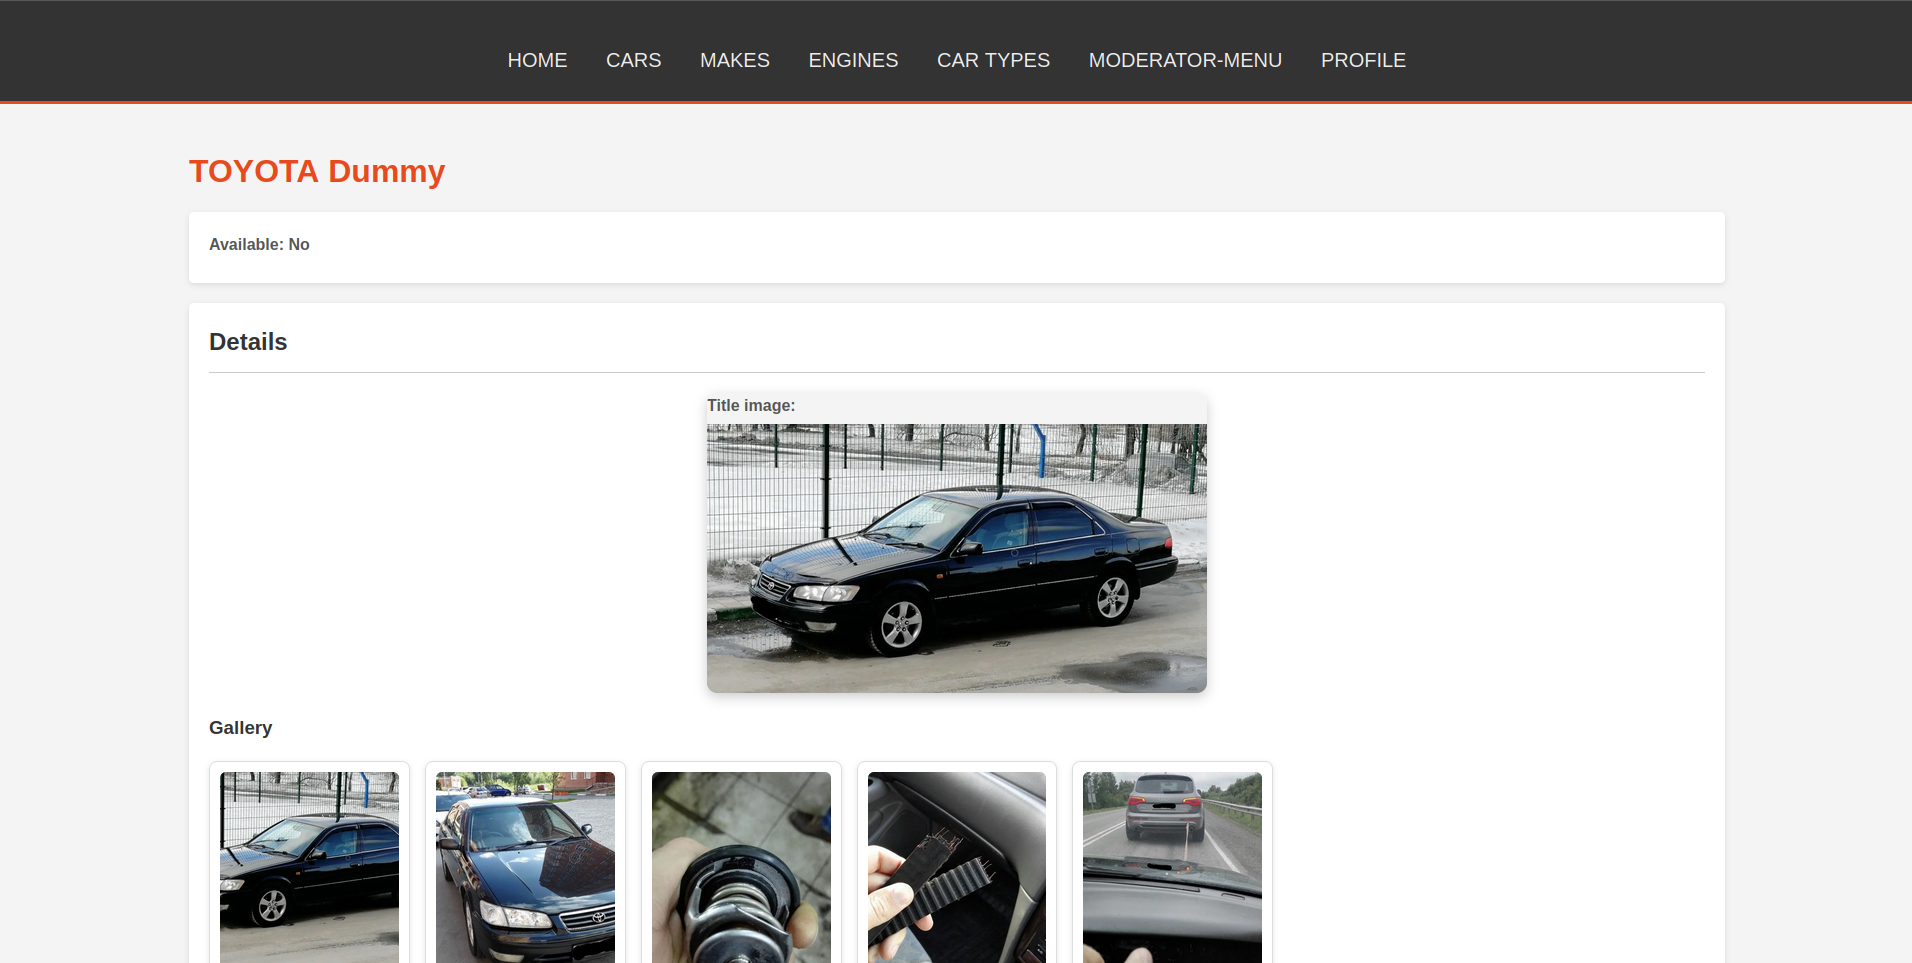 HOME CARS MAKES ENGINES CAR TYPES MODERATOR-MENU PROFILE
TOYOTA Dummy
Available: No
Details
Title image:
Gallery